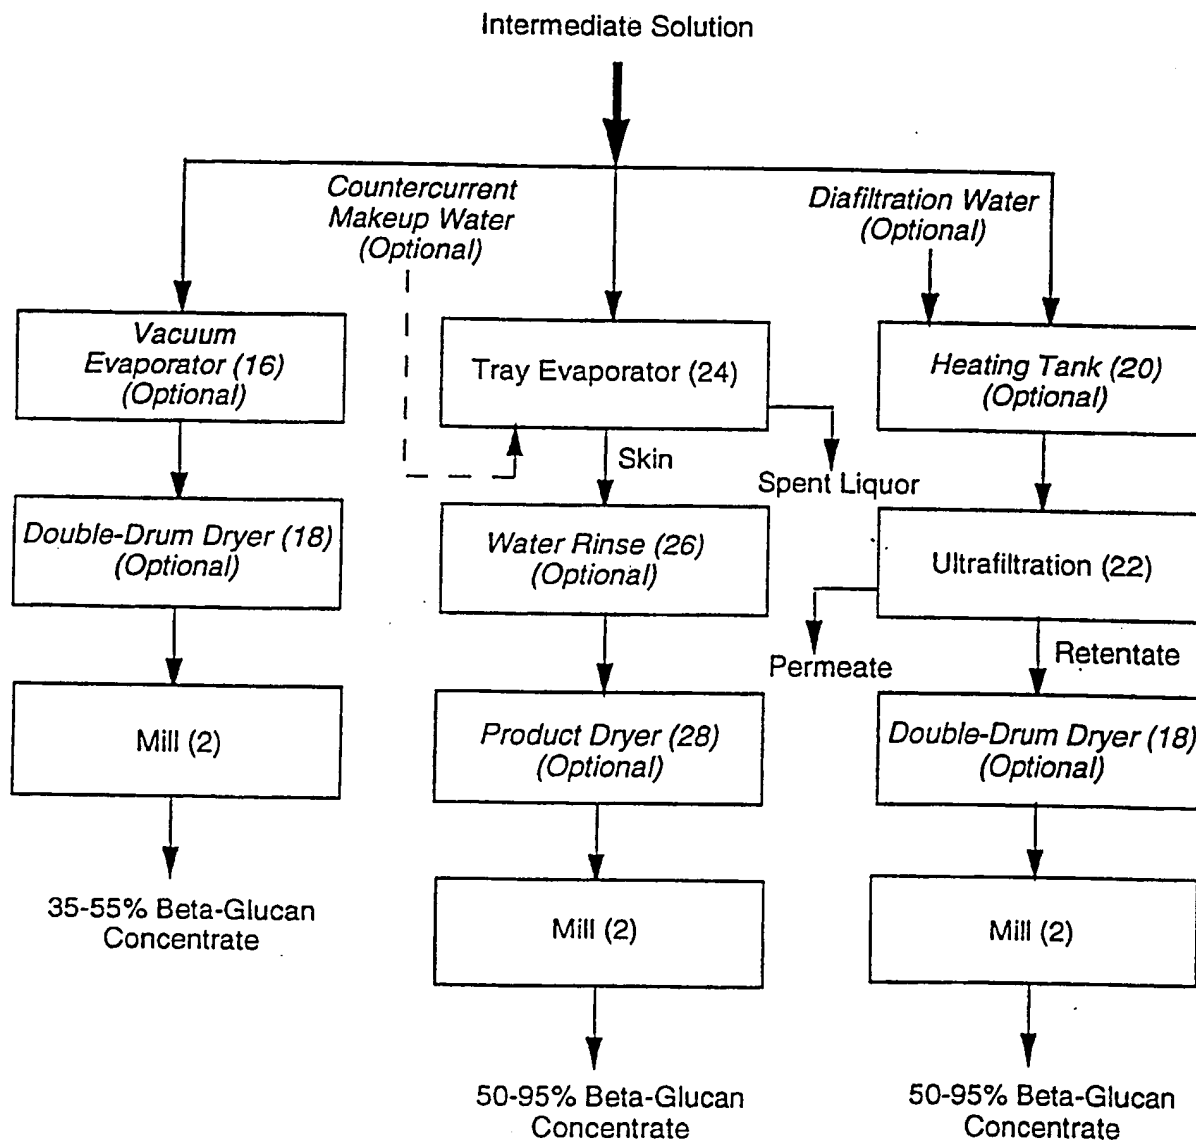 Intermediate Solution
Countercurrent
Makeup Water
(Optional)
Diafiltration Water
(Optional)
Vacuum
Evaporator (16)
(Optional)
Tray Evaporator (24)
Heating Tank (20)
(Optional)
Skin
Spent Liquor
Double-Drum Dryer (18)
(Optional)
Water Rinse (26)
(Optional)
Ultrafiltration (22)
Permeate
Retentate
Mill (2)
Product Dryer (28)
(Optional)
Double-Drum Dryer (18)
(Optional)
35-55% Beta-Glucan
Concentrate
Mill (2)
Mill (2)
50-95% Beta-Glucan
Concentrate
50-95% Beta-Glucan
Concentrate